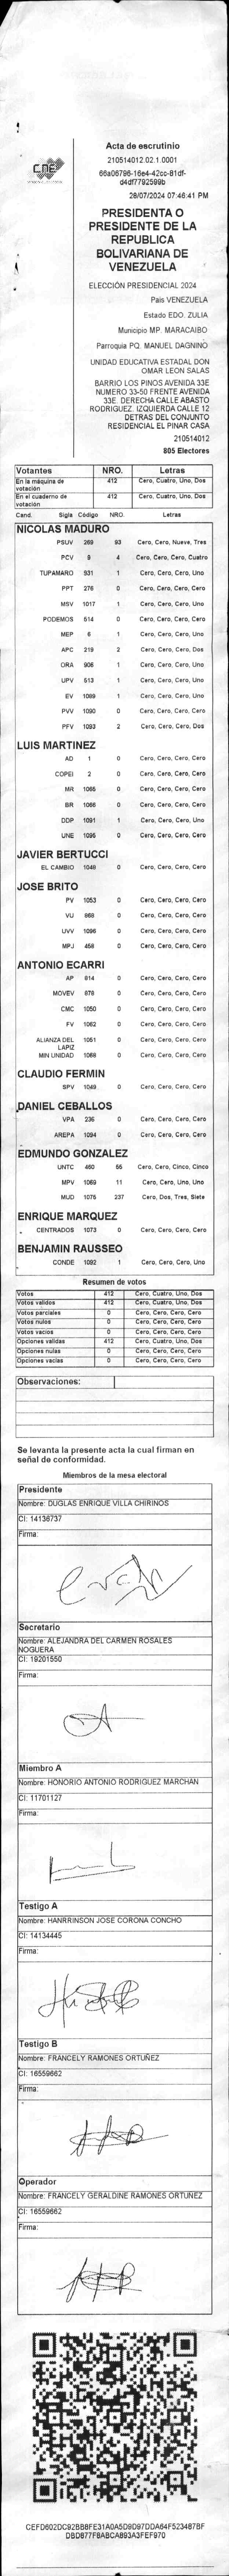 CNE
Acta de escrutinio
210514012.02.1.0001
66a06796-16e4-42cc-81df-
d4df7792599b
28/07/2024 07:46:41 PM
PRESIDENTA O
PRESIDENTE DE LA
REPUBLICA
BOLIVARIANA DE
VENEZUELA
ELECCIÓN PRESIDENCIAL 2024
Pais VENEZUELA
Estado EDO. ZULIA
Municipio MP. MARACAIBO
Parroquia PQ. MANUEL DAGNINO
UNIDAD EDUCATIVA ESTADAL DON
OMAR LEON SALAS
BARRIO LOS PINOS AVENIDA 33E
NUMERO 33-50 FRENTE AVENIDA
33E. DERECHA CALLE ABASTO
RODRIGUEZ. IZQUIERDA CALLE 12
DETRAS DEL CONJUNTO
RESIDENCIAL EL PINAR CASA
210514012
805 Electores
Votantes NRO. Letras
En la máquina de votación 412 Cero, Cuatro, Uno, Dos
En el cuaderno de votación 412 Cero, Cuatro, Uno, Dos
Cand. Sigla Código NRO. Letras
NICOLAS MADURO
PSUV 269 93 Cero, Cero, Nueve, Tres
PCV 9 4 Cero, Cero, Cero, Cuatro
TUPAMARO 931 1 Cero, Cero, Cero, Uno
PPT 276 0 Cero, Cero, Cero, Cero
MSV 1017 1 Cero, Cero, Cero, Uno
PODEMOS 514 0 Cero, Cero, Cero, Cero
MEP 6 1 Cero, Cero, Cero, Uno
APC 219 2 Cero, Cero, Cero, Dos
ORA 906 1 Cero, Cero, Cero, Uno
UPV 513 1 Cero, Cero, Cero, Uno
EV 1089 1 Cero, Cero, Cero, Uno
PVV 1090 0 Cero, Cero, Cero, Cero
PFV 1093 2 Cero, Cero, Cero, Dos
LUIS MARTINEZ
AD 1 0 Cero, Cero, Cero, Cero
COPEI 2 0 Cero, Cero, Cero, Cero
MR 1065 0 Cero, Cero, Cero, Cero
BR 1066 0 Cero, Cero, Cero, Cero
DDP 1091 1 Cero, Cero, Cero, Uno
UNE 1095 0 Cero, Cero, Cero, Cero
JAVIER BERTUCCI
EL CAMBIO 1048 0 Cero, Cero, Cero, Cero
JOSE BRITO
PV 1053 0 Cero, Cero, Cero, Cero
VU 868 0 Cero, Cero, Cero, Cero
UVV 1096 0 Cero, Cero, Cero, Cero
MPJ 458 0 Cero, Cero, Cero, Cero
ANTONIO ECARRI
AP 814 0 Cero, Cero, Cero, Cero
MOVEV 878 0 Cero, Cero, Cero, Cero
CMC 1050 0 Cero, Cero, Cero, Cero
FV 1062 0 Cero, Cero, Cero, Cero
ALIANZA DEL LAPIZ 1051 0 Cero, Cero, Cero, Cero
MIN UNIDAD 1068 0 Cero, Cero, Cero, Cero
CLAUDIO FERMIN
SPV 1049 0 Cero, Cero, Cero, Cero
DANIEL CEBALLOS
VPA 236 0 Cero, Cero, Cero, Cero
AREPA 1094 0 Cero, Cero, Cero, Cero
EDMUNDO GONZALEZ
UNTC 460 55 Cero, Cero, Cinco, Cinco
MPV 1069 11 Cero, Cero, Uno, Uno
MUD 1075 237 Cero, Dos, Tres, Siete
ENRIQUE MARQUEZ
CENTRADOS 1073 0 Cero, Cero, Cero, Cero
BENJAMIN RAUSSEO
CONDE 1092 1 Cero, Cero, Cero, Uno
Resumen de votos
Votos 412 Cero, Cuatro, Uno, Dos
Votos validos 412 Cero, Cuatro, Uno, Dos
Votos parciales 0 Cero, Cero, Cero, Cero
Votos nulos 0 Cero, Cero, Cero, Cero
Votos vacios 0 Cero, Cero, Cero, Cero
Opciones validas 412 Cero, Cuatro, Uno, Dos
Opciones nulas 0 Cero, Cero, Cero, Cero
Opciones vacias 0 Cero, Cero, Cero, Cero
Observaciones:
Se levanta la presente acta la cual firman en
señal de conformidad.
Miembros de la mesa electoral
Presidente
Nombre: DUGLAS ENRIQUE VILLA CHIRINOS
CI: 14136737
Firma:
Secretario
Nombre: ALEJANDRA DEL CARMEN ROSALES
NOGUERA
CI: 19201550
Firma:
Miembro A
Nombre: HONORIO ANTONIO RODRIGUEZ MARCHAN
CI: 11701127
Firma:
Testigo A
Nombre: HANRRINSON JOSE CORONA CONCHO
CI: 14134445
Firma:
Testigo B
Nombre: FRANCELY RAMONES ORTUÑEZ
CI: 16559662
Firma:
Operador
Nombre: FRANCELY GERALDINE RAMONES ORTUNEZ
CI: 16559662
Firma:
CEFD602DC92BB8FE31A0A5D9D97DDA64F523487BF
DBD877F8ABCA893A3FEF970